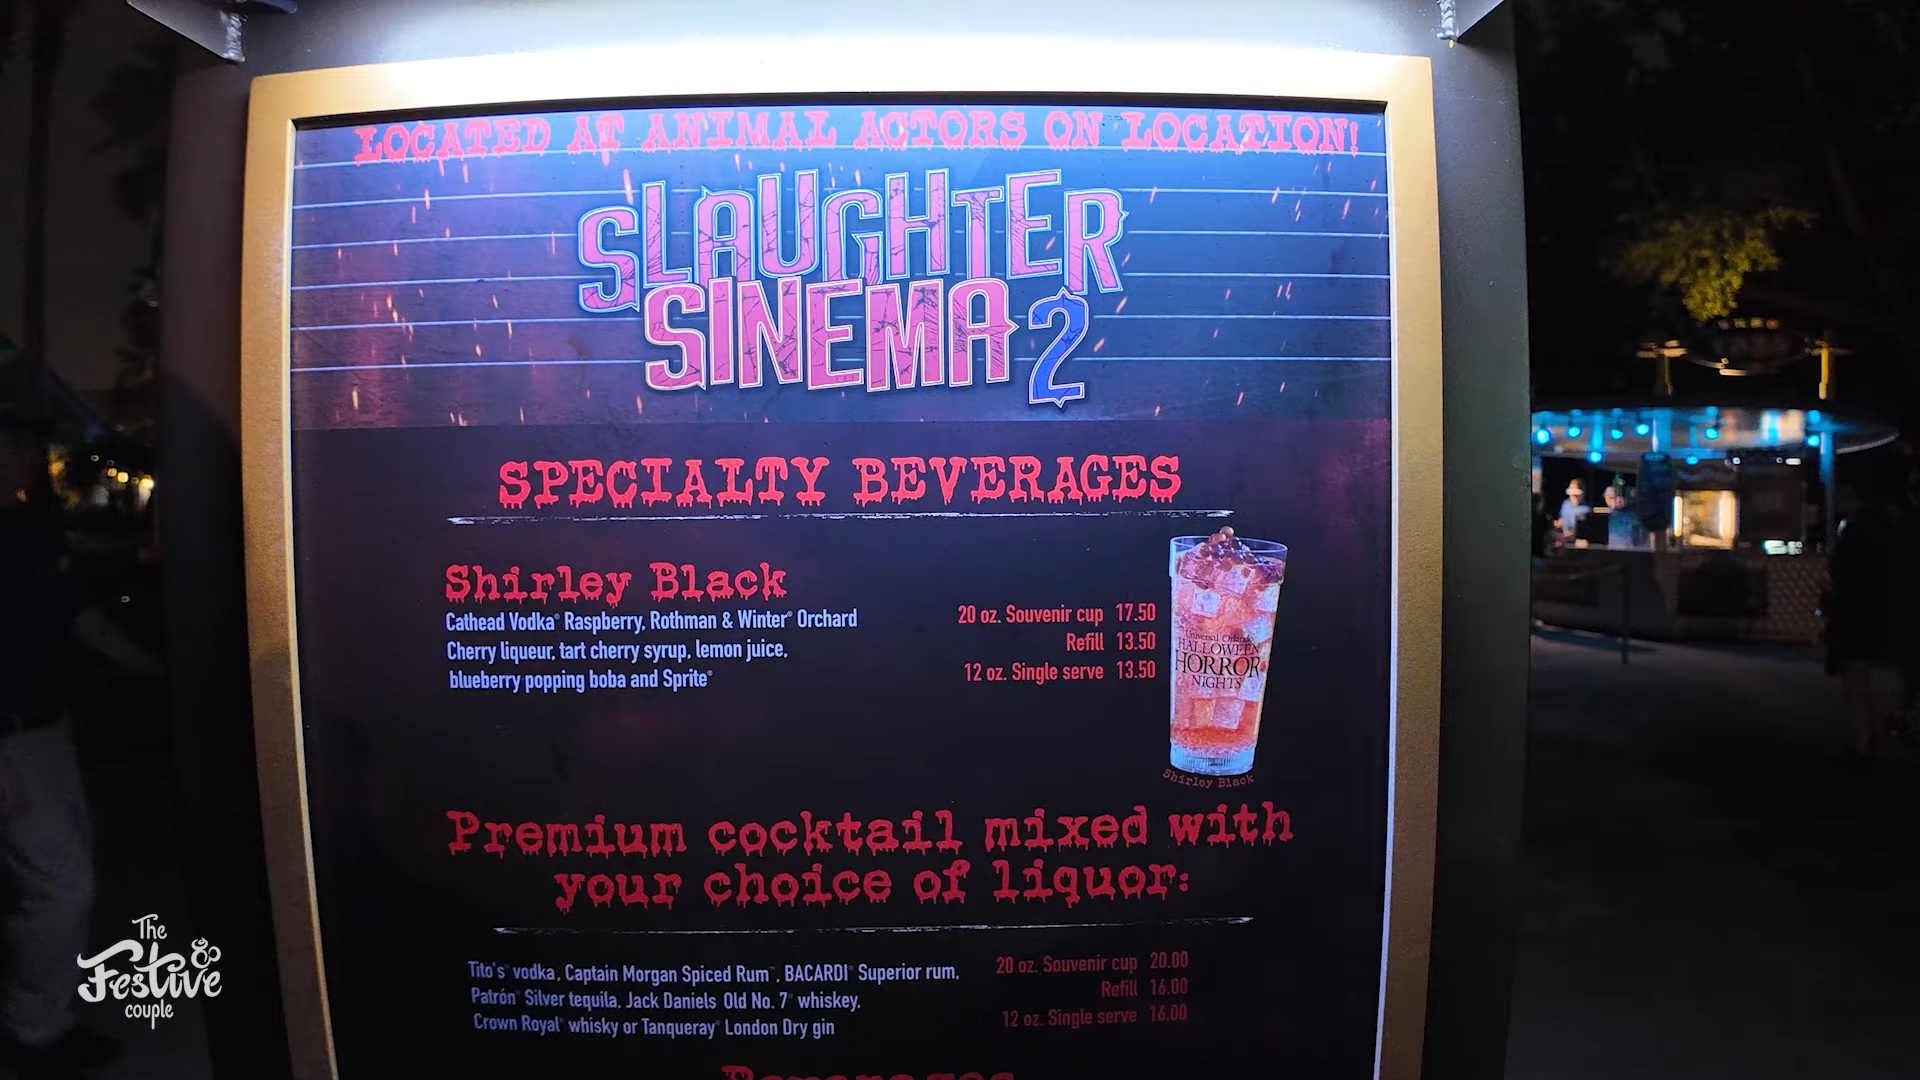 LOCATED AT ANIMAL ACTORS ON LOCATION!
SLAUGHTER
SINEMA 2
SPECIALTY BEVERAGES
Shirley Black
Cathead Vodka® Raspberry, Rothman & Winter® Orchard
Cherry liqueur, tart cherry syrup, lemon juice,
blueberry popping boba and Sprite®
20 oz. Souvenir cup 17.50
Refill 13.50
12 oz. Single serve 13.50
Universal Orlando
HALLOWEEN
HORROR
NIGHTS
Shirley Black
Premium cocktail mixed with
your choice of liquor:
Tito's® vodka, Captain Morgan Spiced Rum™, BACARDI® Superior rum,
Patrón® Silver tequila, Jack Daniels Old No. 7® whiskey,
Crown Royal® whisky or Tanqueray® London Dry gin
20 oz. Souvenir cup 20.00
Refill 16.00
12 oz. Single serve 16.00
Beverages
The
Festive &
couple